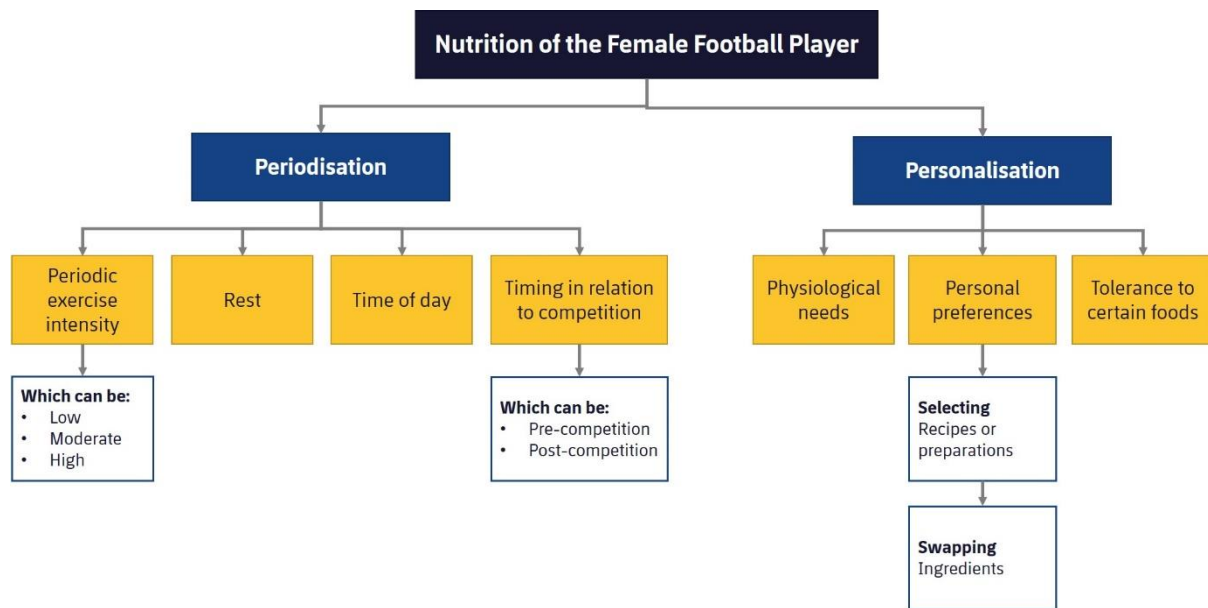 Nutrition of the Female Football Player
Periodisation
Personalisation
Periodic
exercise
intensity
Rest
Time of day
Timing in relation
to competition
Physiological
needs
Personal
preferences
Tolerance to
certain foods
Which can be:
• Low
• Moderate
• High
Which can be:
• Pre-competition
• Post-competition
Selecting
Recipes or
preparations
Swapping
Ingredients